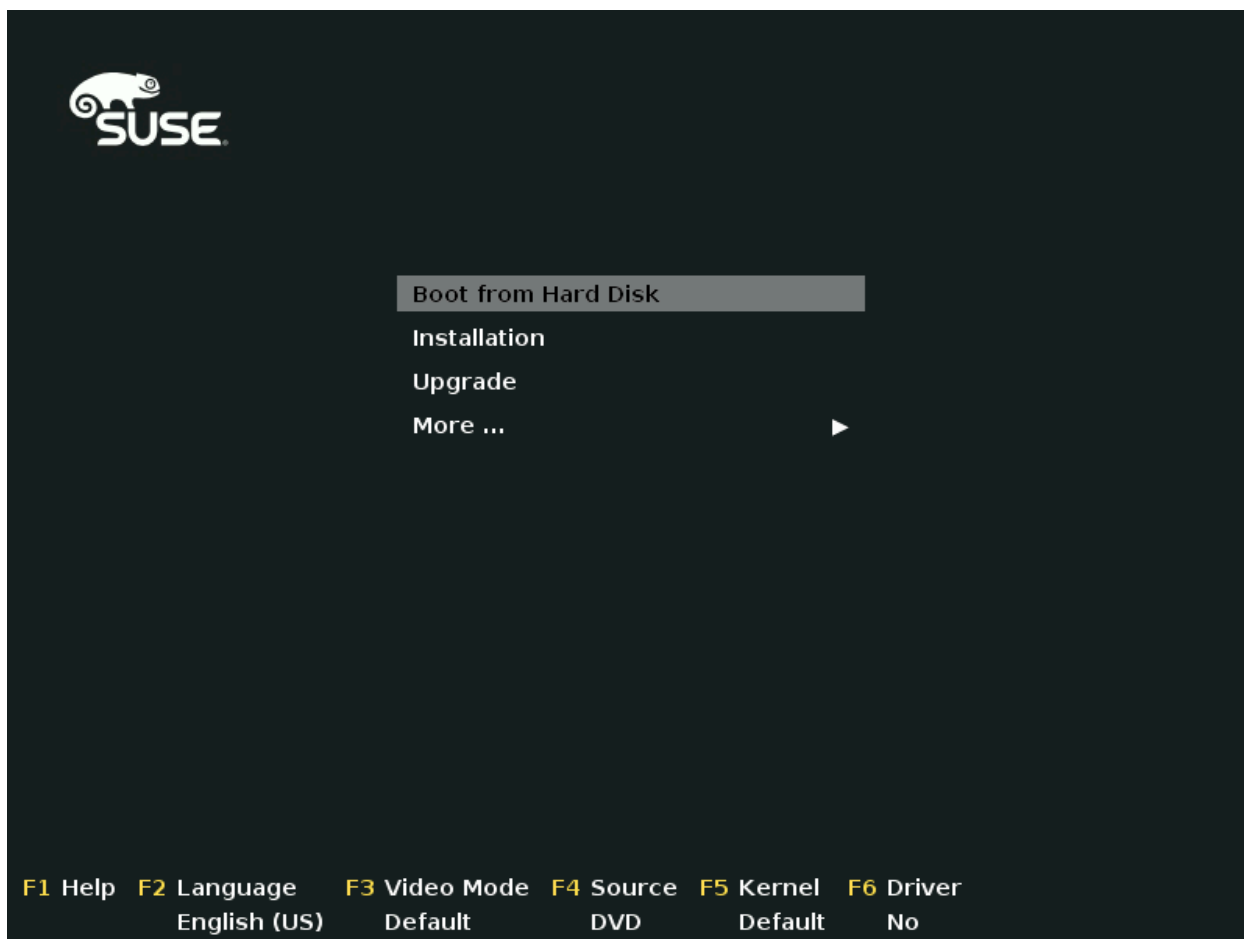 SUSE
Boot from Hard Disk
Installation
Upgrade
More ...
F1 Help F2 Language F3 Video Mode F4 Source F5 Kernel F6 Driver
English (US) Default DVD Default No